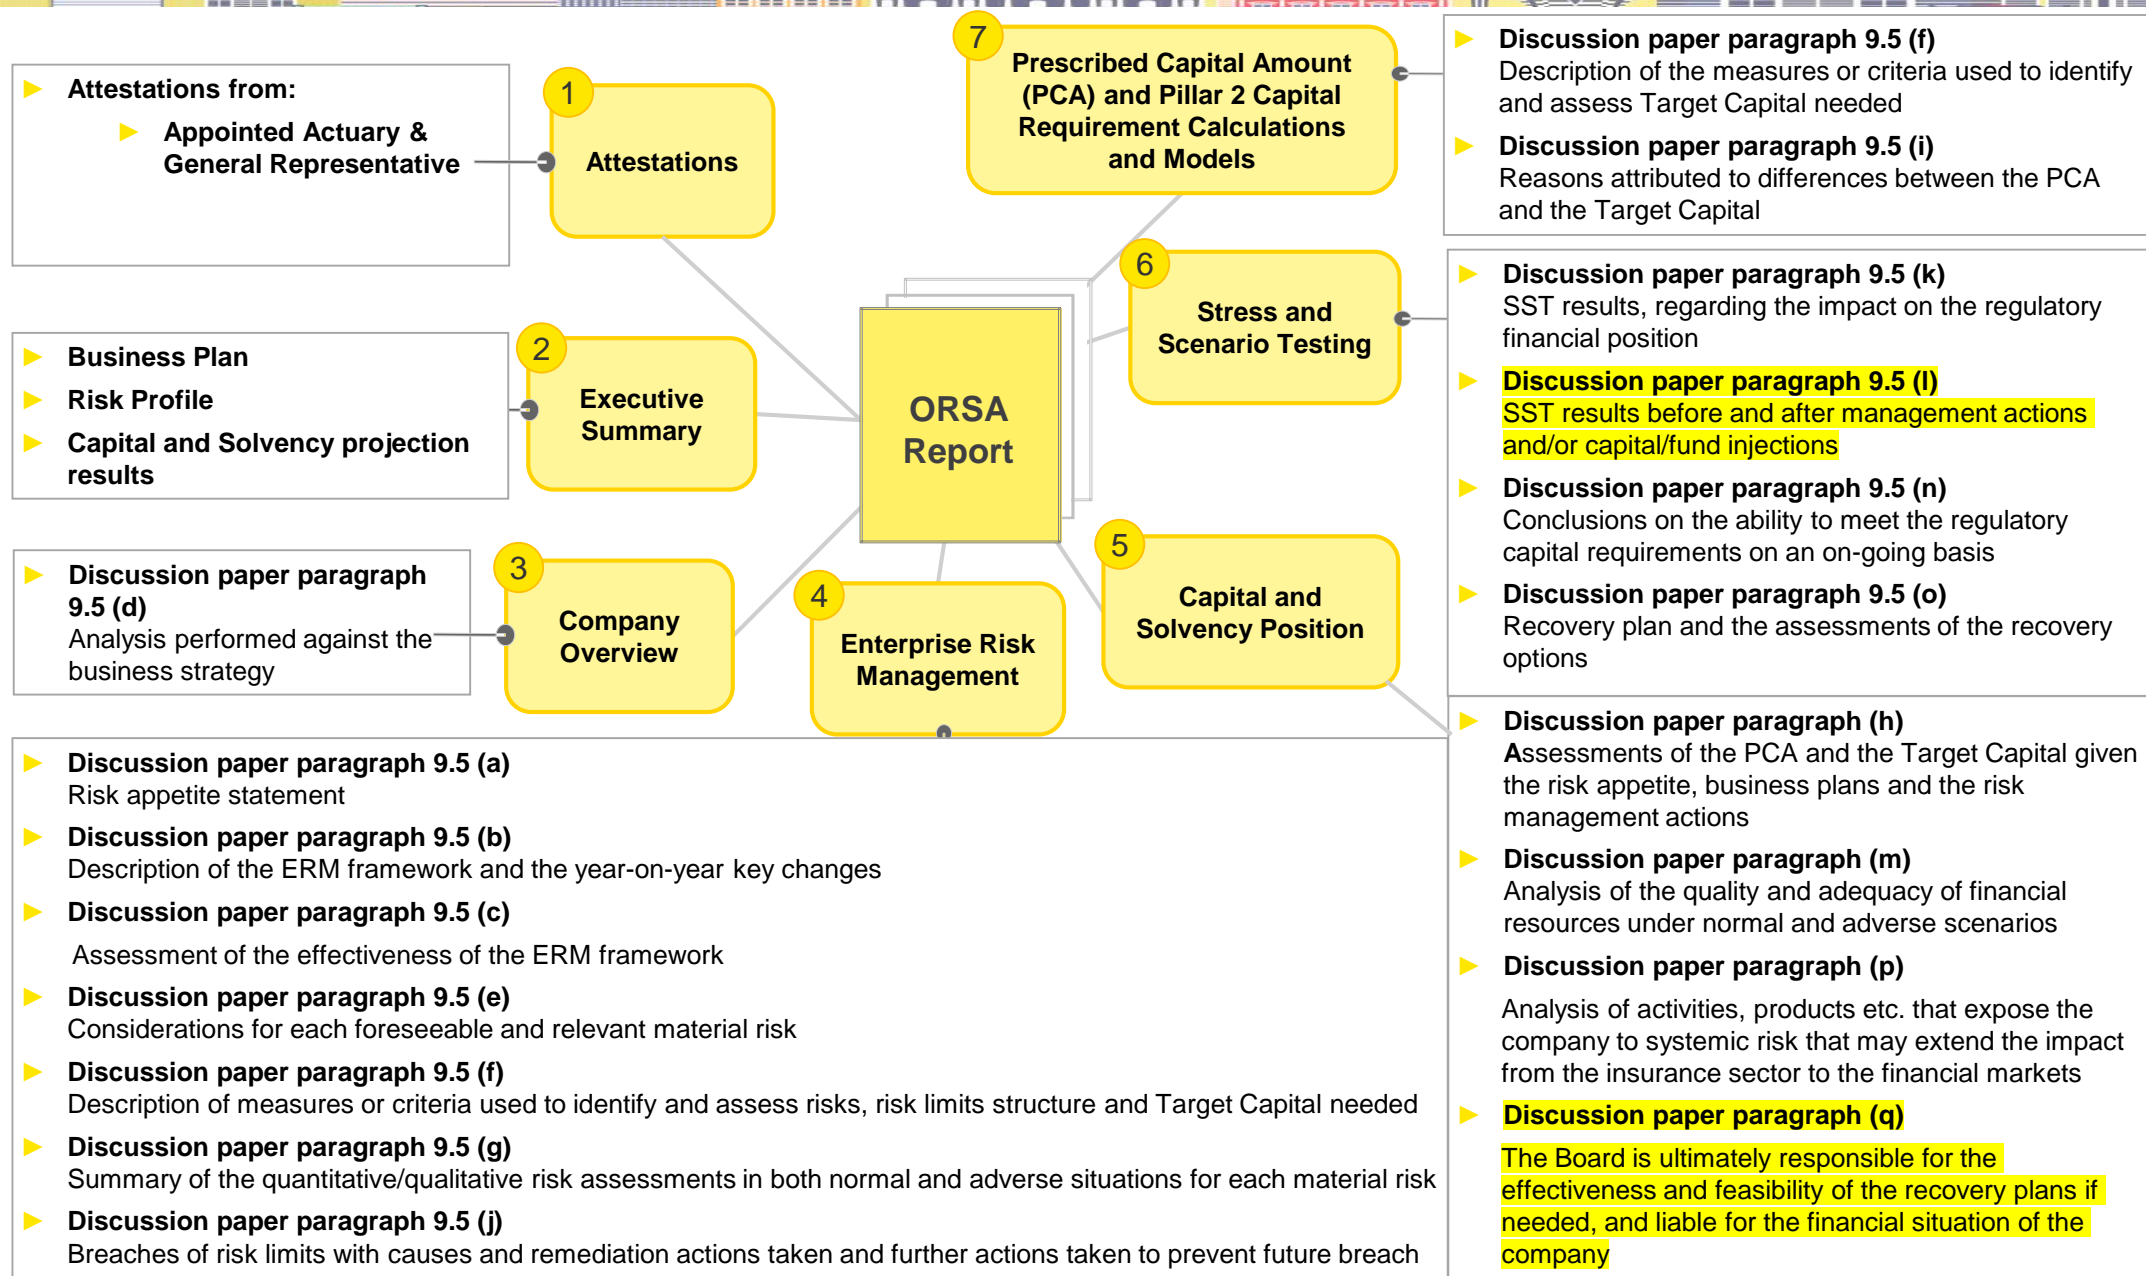 ► Attestations from:
► Appointed Actuary &
General Representative
1
Attestations
► Business Plan
► Risk Profile
► Capital and Solvency projection
results
2
Executive
Summary
► Discussion paper paragraph
9.5 (d)
Analysis performed against the
business strategy
3
Company
Overview
ORSA
Report
4
Enterprise Risk
Management
► Discussion paper paragraph 9.5 (a)
Risk appetite statement
► Discussion paper paragraph 9.5 (b)
Description of the ERM framework and the year-on-year key changes
► Discussion paper paragraph 9.5 (c)
Assessment of the effectiveness of the ERM framework
► Discussion paper paragraph 9.5 (e)
Considerations for each foreseeable and relevant material risk
► Discussion paper paragraph 9.5 (f)
Description of measures or criteria used to identify and assess risks, risk limits structure and Target Capital needed
► Discussion paper paragraph 9.5 (g)
Summary of the quantitative/qualitative risk assessments in both normal and adverse situations for each material risk
► Discussion paper paragraph 9.5 (j)
Breaches of risk limits with causes and remediation actions taken and further actions taken to prevent future breach
7
Prescribed Capital Amount
(PCA) and Pillar 2 Capital
Requirement Calculations
and Models
► Discussion paper paragraph 9.5 (f)
Description of the measures or criteria used to identify
and assess Target Capital needed
► Discussion paper paragraph 9.5 (i)
Reasons attributed to differences between the PCA
and the Target Capital
6
Stress and
Scenario Testing
► Discussion paper paragraph 9.5 (k)
SST results, regarding the impact on the regulatory
financial position
► Discussion paper paragraph 9.5 (l)
SST results before and after management actions
and/or capital/fund injections
► Discussion paper paragraph 9.5 (n)
Conclusions on the ability to meet the regulatory
capital requirements on an on-going basis
► Discussion paper paragraph 9.5 (o)
Recovery plan and the assessments of the recovery
options
5
Capital and
Solvency Position
► Discussion paper paragraph (h)
Assessments of the PCA and the Target Capital given
the risk appetite, business plans and the risk
management actions
► Discussion paper paragraph (m)
Analysis of the quality and adequacy of financial
resources under normal and adverse scenarios
► Discussion paper paragraph (p)
Analysis of activities, products etc. that expose the
company to systemic risk that may extend the impact
from the insurance sector to the financial markets
► Discussion paper paragraph (q)
The Board is ultimately responsible for the
effectiveness and feasibility of the recovery plans if
needed, and liable for the financial situation of the
company